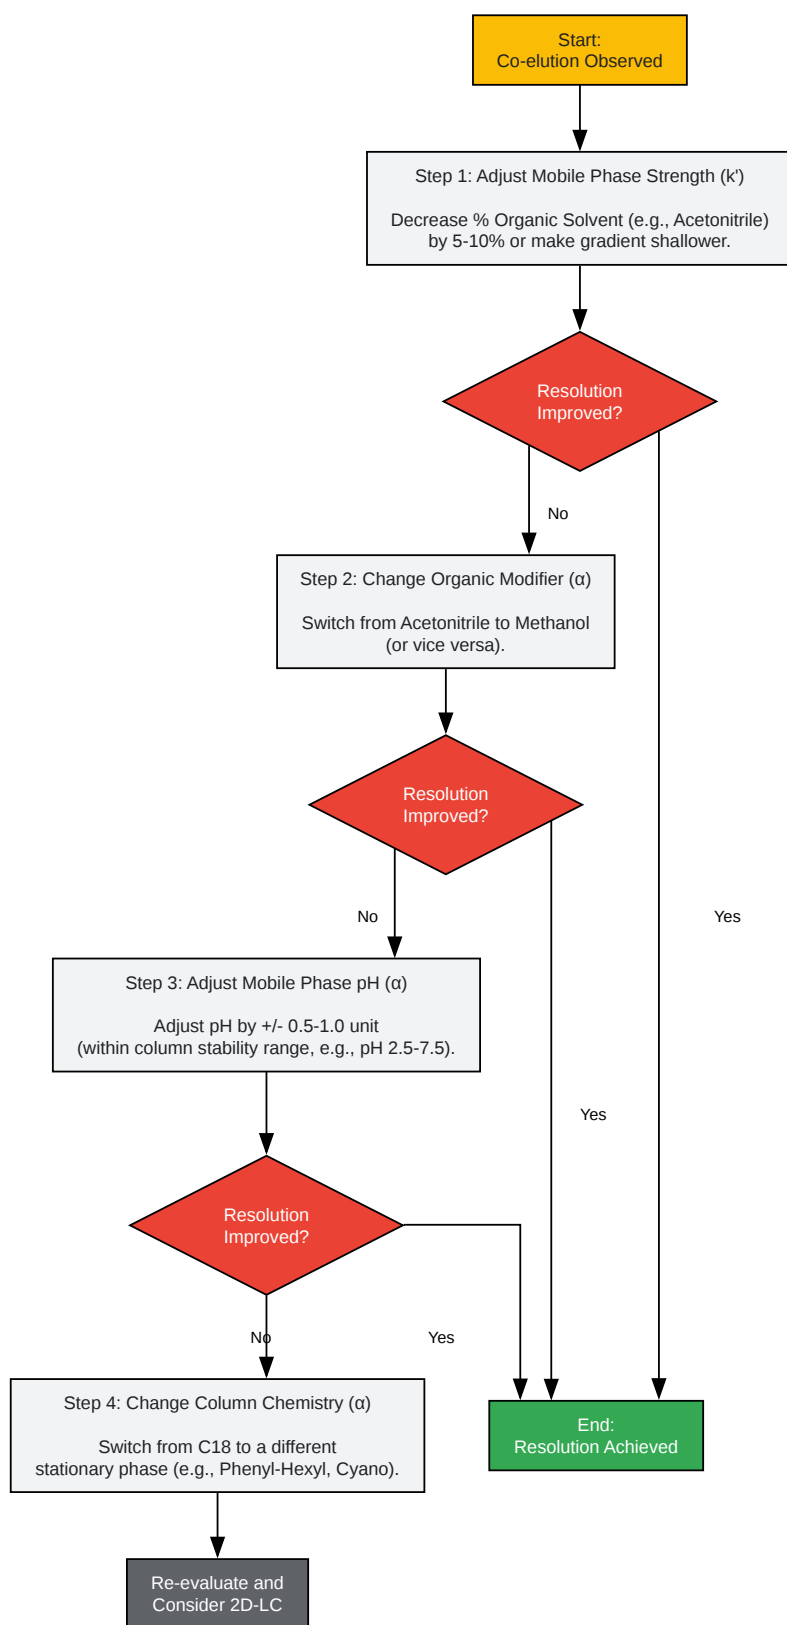 Start:
Co-elution Observed
Step 1: Adjust Mobile Phase Strength (k')
Decrease % Organic Solvent (e.g., Acetonitrile)
by 5-10% or make gradient shallower.
Resolution
Improved?
No
Step 2: Change Organic Modifier (α)
Switch from Acetonitrile to Methanol
(or vice versa).
Resolution
Improved?
No
Yes
Step 3: Adjust Mobile Phase pH (α)
Adjust pH by +/- 0.5-1.0 unit
(within column stability range, e.g., pH 2.5-7.5).
Yes
Resolution
Improved?
No
Yes
Step 4: Change Column Chemistry (α)
Switch from C18 to a different
stationary phase (e.g., Phenyl-Hexyl, Cyano).
End:
Resolution Achieved
Re-evaluate and
Consider 2D-LC